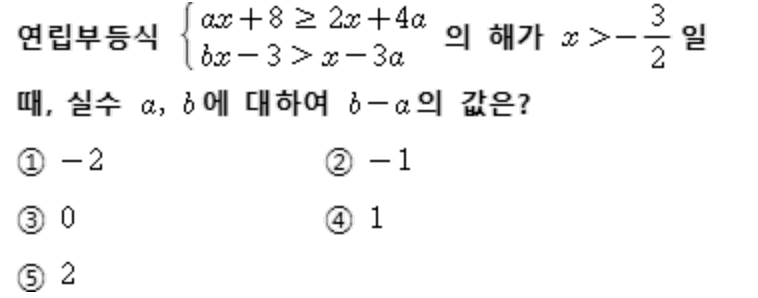 연립부등식 { ax+8 ≥ 2x+4a
bx-3 > x-3a 의 해가 x > -3/2 일
때, 실수 a, b에 대하여 b-a의 값은?
① -2 ② -1
③ 0 ④ 1
⑤ 2